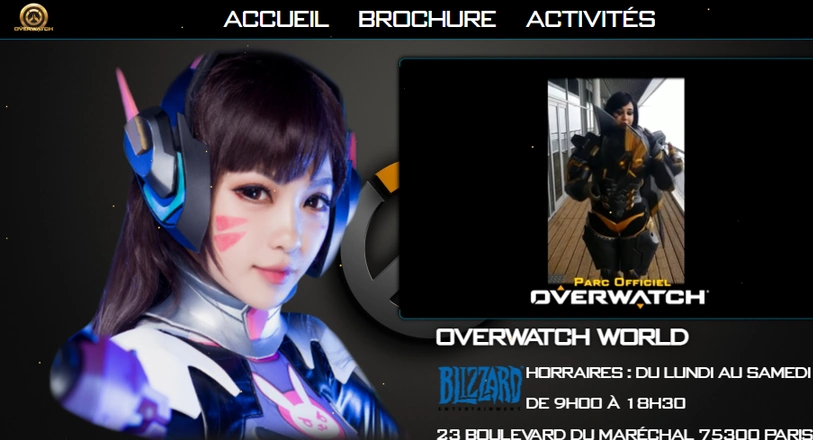 OVERWATCH
ACCUEIL BROCHURE ACTIVITÉS
PARC OFFICIEL
OVERWATCH
OVERWATCH WORLD
BLIZZARD
ENTERTAINMENT
HORRAIRES : DU LUNDI AU SAMEDI
DE 9H00 À 18H30
23 BOULEVARD DU MARÉCHAL 75300 PARIS